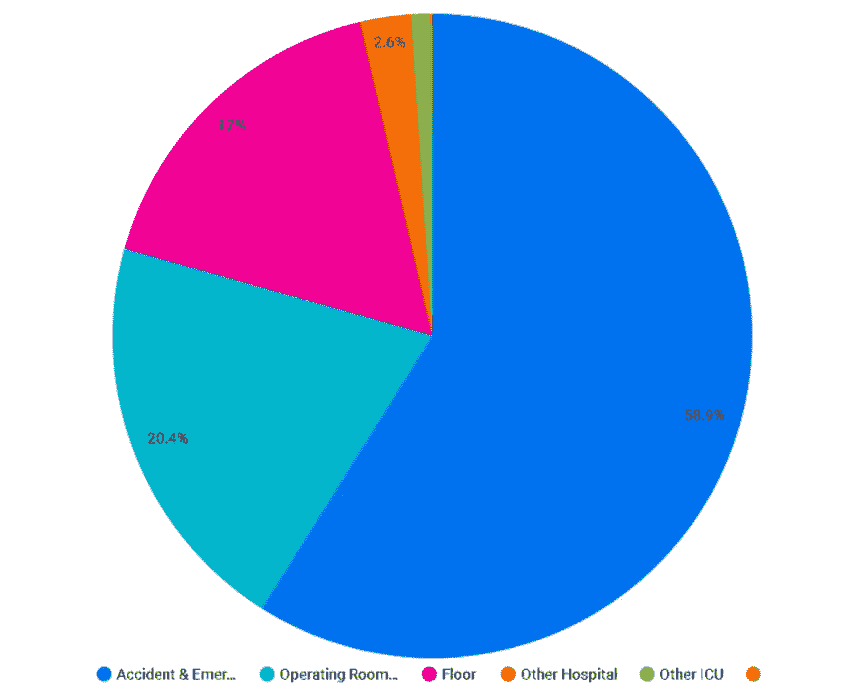 2.6%
17%
58.9%
20.4%
Accident & Emer... Operating Room... Floor Other Hospital Other ICU